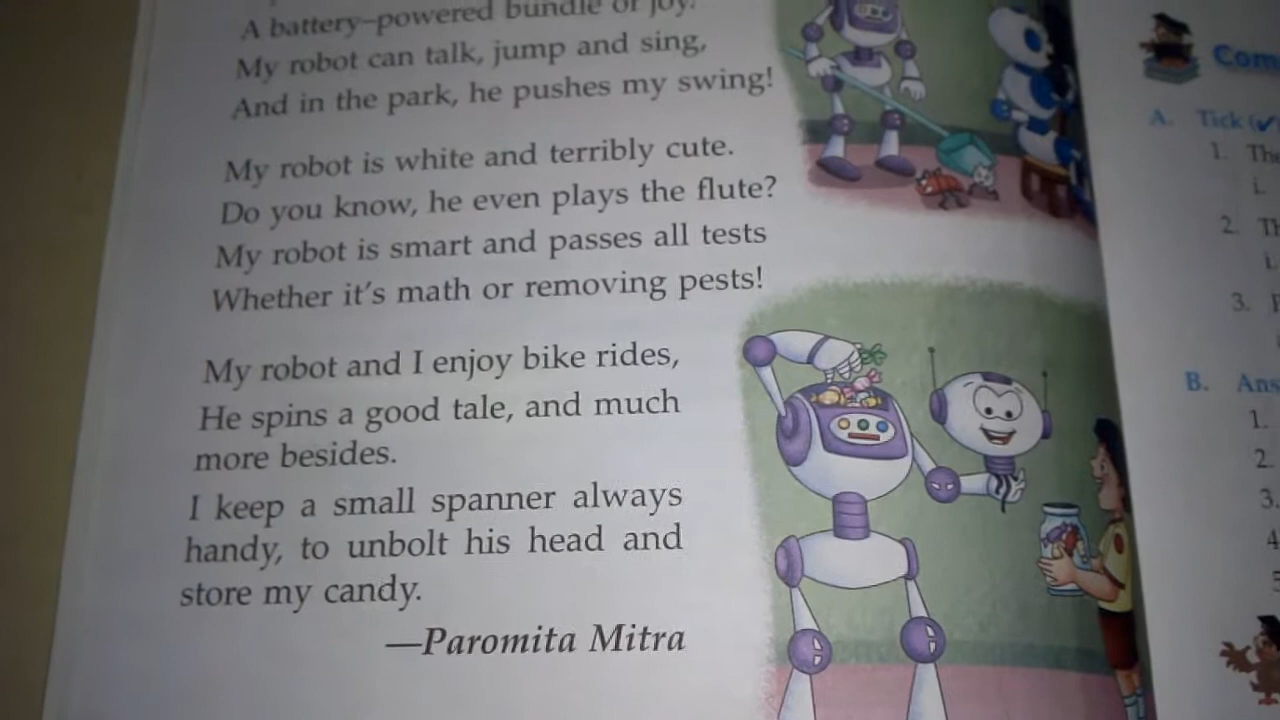 A battery–powered bundle of joy.
My robot can talk, jump and sing,
And in the park, he pushes my swing!
My robot is white and terribly cute.
Do you know, he even plays the flute?
My robot is smart and passes all tests
Whether it's math or removing pests!
My robot and I enjoy bike rides,
He spins a good tale, and much
more besides.
I keep a small spanner always
handy, to unbolt his head and
store my candy.
—Paromita Mitra
A. Tick (✓
1.
i.
2.
i.
3.
B.
1.
2.
3.
4
5